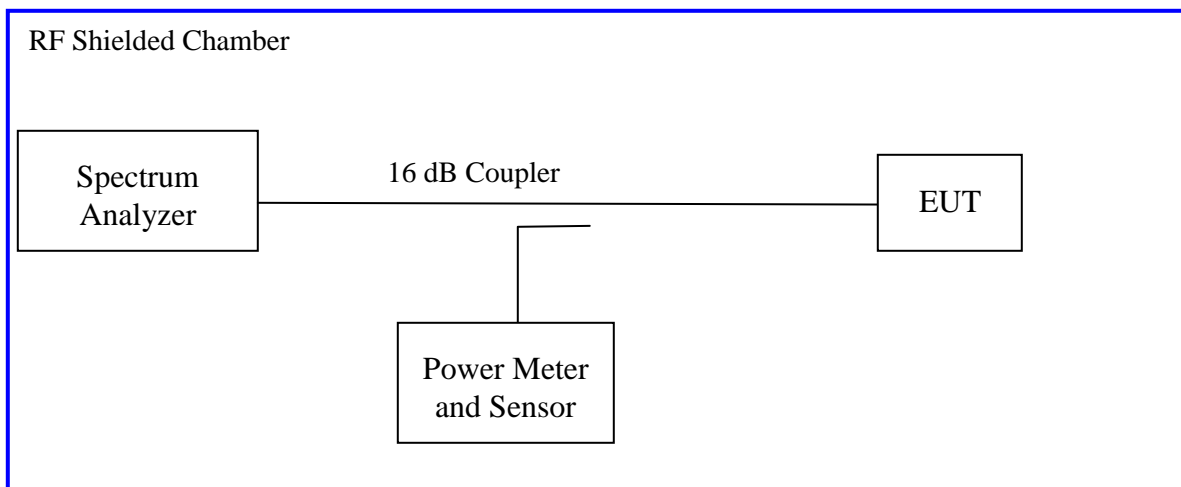 RF Shielded Chamber
16 dB Coupler
Spectrum
Analyzer
EUT
Power Meter
and Sensor